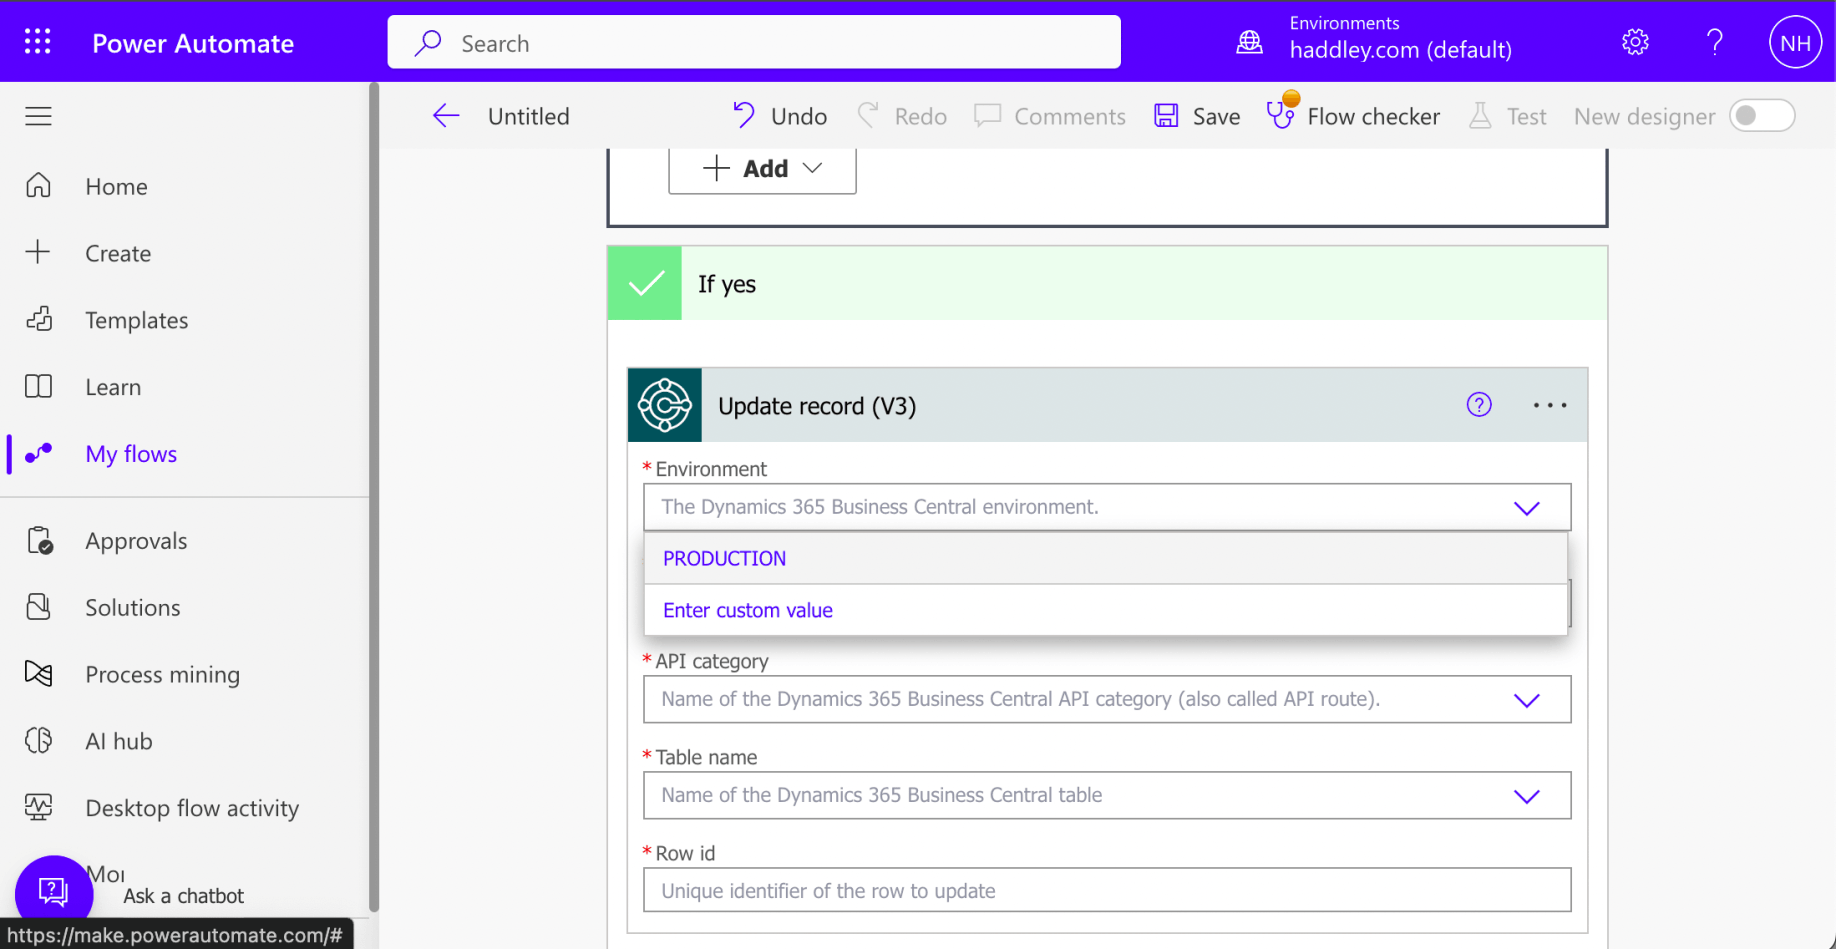 Power Automate
Search
Environments
haddley.com (default)
NH
Untitled
Undo
Redo
Comments
Save
Flow checker
Test
New designer
Home
Create
Templates
Learn
My flows
Approvals
Solutions
Process mining
AI hub
Desktop flow activity
Ask a chatbot
https://make.powerautomate.com/#
Add
If yes
Update record (V3)
* Environment
The Dynamics 365 Business Central environment.
PRODUCTION
Enter custom value
* API category
Name of the Dynamics 365 Business Central API category (also called API route).
* Table name
Name of the Dynamics 365 Business Central table
* Row id
Unique identifier of the row to update